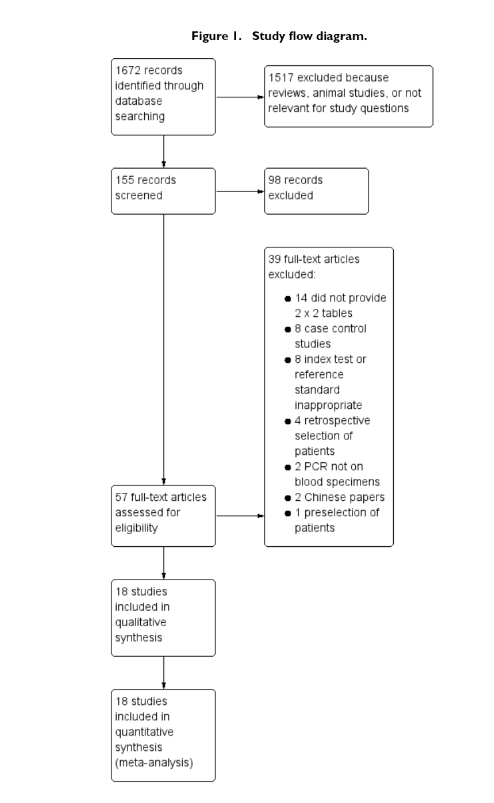 Figure 1. Study flow diagram.
1672 records
identified through
database
searching
1517 excluded because
reviews, animal studies, or not
relevant for study questions
155 records
screened
98 records
excluded
39 full-text articles
excluded:
● 14 did not provide
2 x 2 tables
● 8 case control
studies
● 8 index test or
reference
standard
inappropriate
● 4 retrospective
selection of
patients
● 2 PCR not on
blood specimens
● 2 Chinese papers
● 1 preselection of
patients
57 full-text articles
assessed for
eligibility
18 studies
included in
qualitative
synthesis
18 studies
included in
quantitative
synthesis
(meta-analysis)